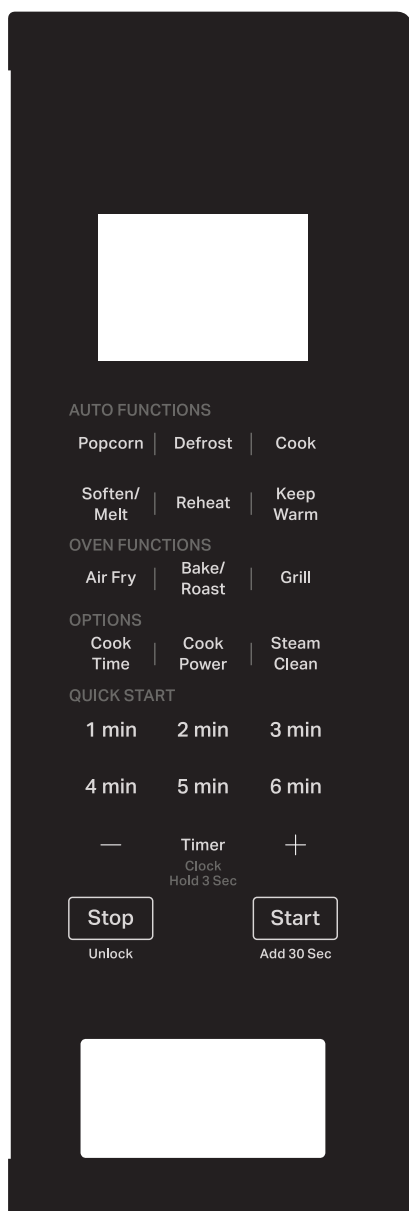 AUTO FUNCTIONS
Popcorn Defrost Cook
Soften/ Reheat Keep
Melt Warm
OVEN FUNCTIONS
Air Fry Bake/ Grill
Roast
OPTIONS
Cook Cook Steam
Time Power Clean
QUICK START
1 min 2 min 3 min
4 min 5 min 6 min
— Timer +
Clock
Hold 3 Sec
Stop Start
Unlock Add 30 Sec